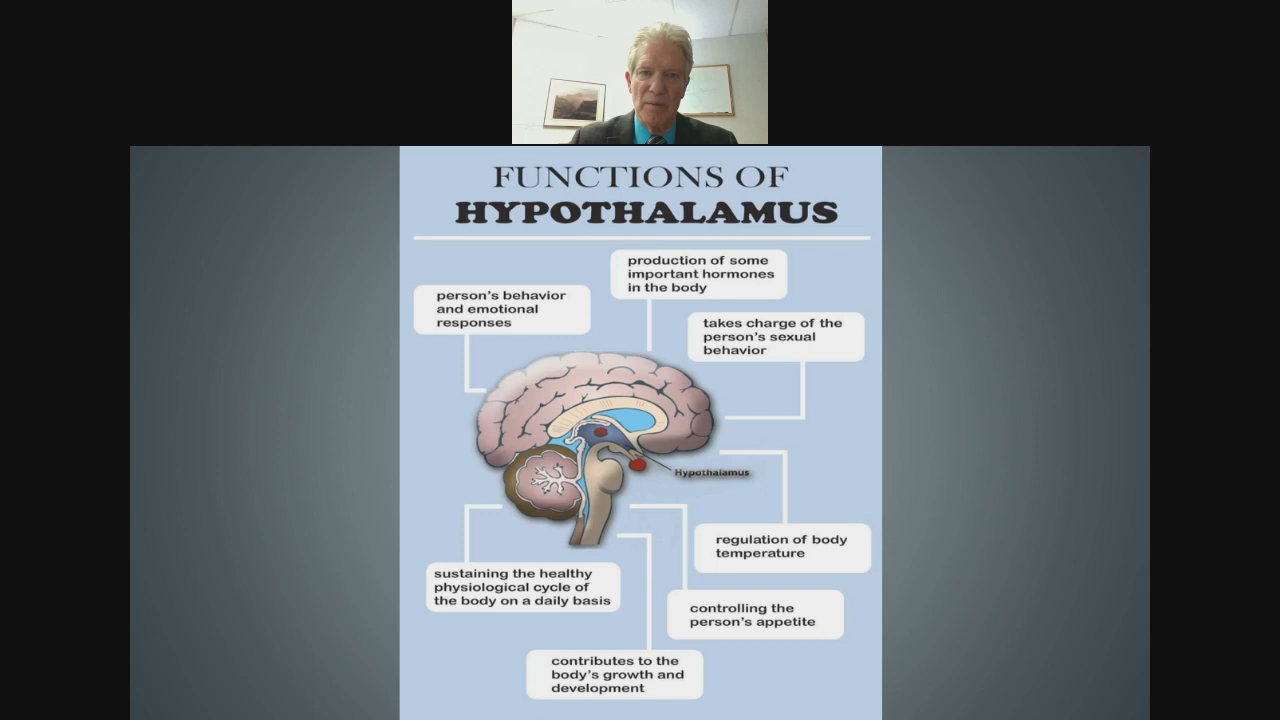 FUNCTIONS OF
HYPOTHALAMUS
production of some
important hormones
in the body
person's behavior
and emotional
responses
takes charge of the
person's sexual
behavior
Hypothalamus
regulation of body
temperature
sustaining the healthy
physiological cycle of
the body on a daily basis
controlling the
person's appetite
contributes to the
body's growth and
development